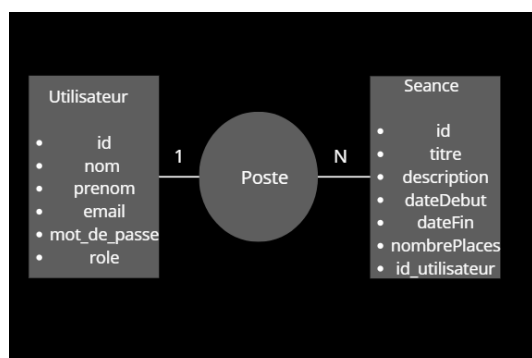 Utilisateur
id
nom
prenom
email
mot_de_passe
role
1
Poste
N
Seance
id
titre
description
dateDebut
dateFin
nombrePlaces
id_utilisateur